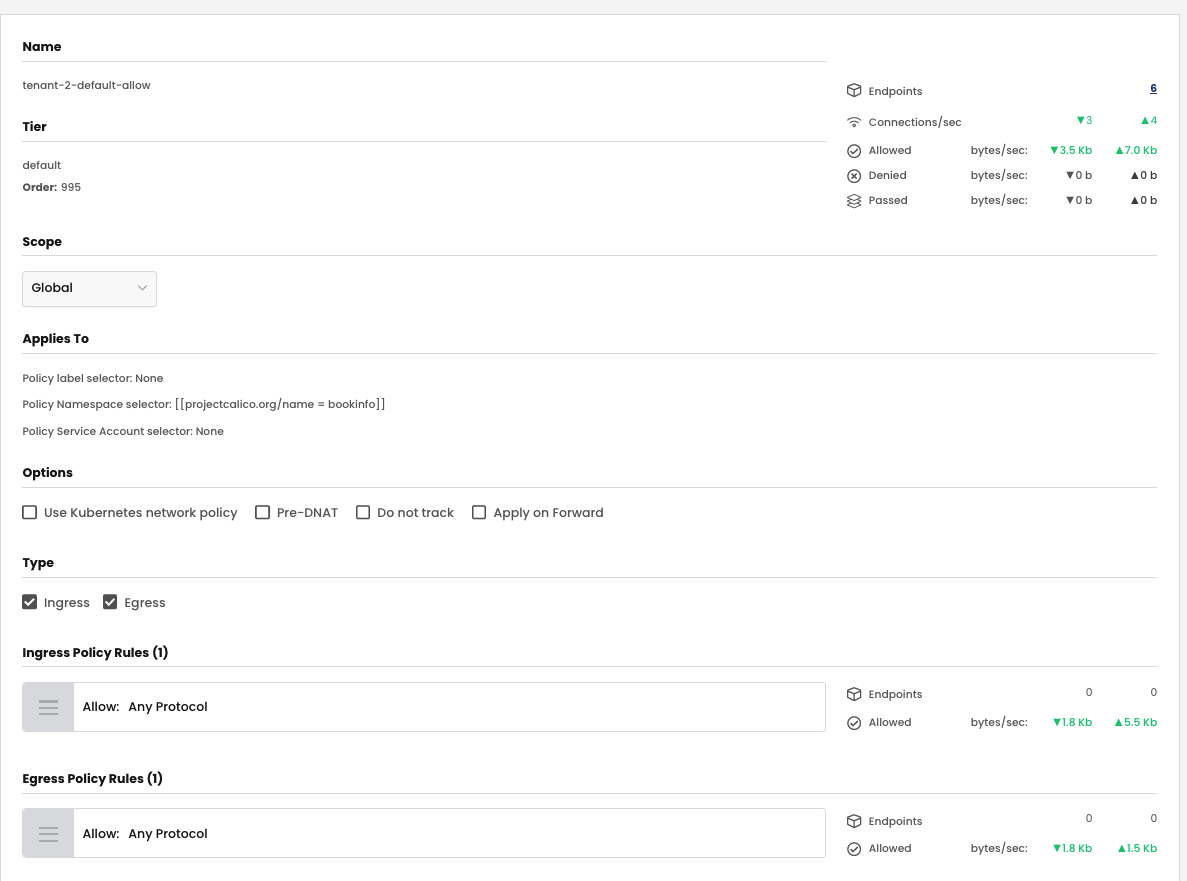 Name
tenant-2-default-allow
Endpoints 6
Connections/sec ▼3 ▲4
Tier
Allowed bytes/sec: ▼3.5 Kb ▲7.0 Kb
default
Denied bytes/sec: ▼0 b ▲0 b
Order: 995
Passed bytes/sec: ▼0 b ▲0 b
Scope
Global
Applies To
Policy label selector: None
Policy Namespace selector: [[projectcalico.org/name = bookinfo]]
Policy Service Account selector: None
Options
Use Kubernetes network policy Pre-DNAT Do not track Apply on Forward
Type
Ingress Egress
Ingress Policy Rules (1)
Allow: Any Protocol
Endpoints 0 0
Allowed bytes/sec: ▼1.8 Kb ▲5.5 Kb
Egress Policy Rules (1)
Allow: Any Protocol
Endpoints 0 0
Allowed bytes/sec: ▼1.8 Kb ▲1.5 Kb